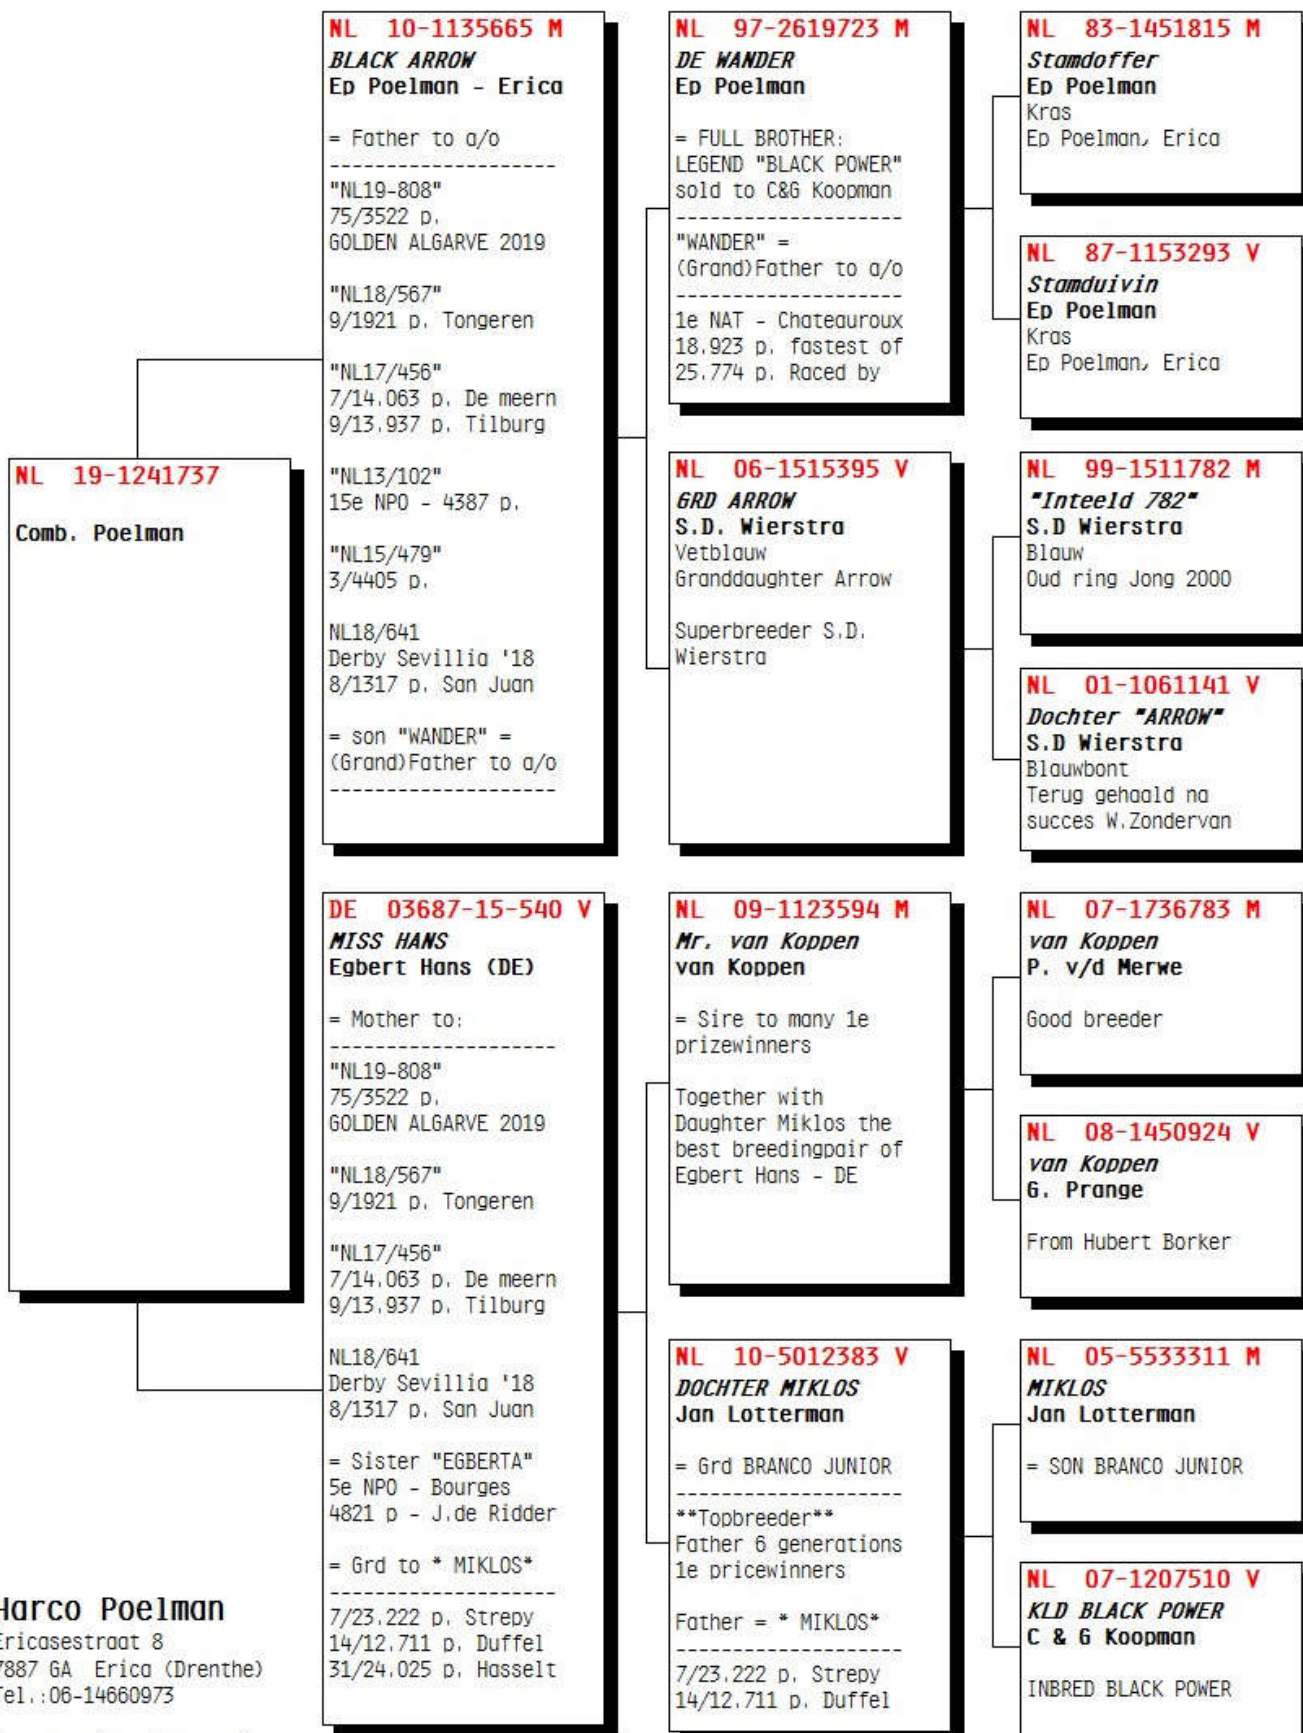 NL 19-1241737
Comb. Poelman
NL 10-1135665 M
BLACK ARROW
Ep Poelman - Erica
= Father to a/o
--------------------
"NL19-808"
75/3522 p.
GOLDEN ALGARVE 2019
"NL18/567"
9/1921 p. Tongeren
"NL17/456"
7/14.063 p. De meern
9/13.937 p. Tilburg
"NL13/102"
15e NPO - 4387 p.
"NL15/479"
3/4405 p.
NL18/641
Derby Sevillia '18
8/1317 p. San Juan
= son "WANDER" =
(Grand)Father to a/o
--------------------
DE 03687-15-540 V
MISS HANS
Egbert Hans (DE)
= Mother to:
--------------------
"NL19-808"
75/3522 p.
GOLDEN ALGARVE 2019
"NL18/567"
9/1921 p. Tongeren
"NL17/456"
7/14.063 p. De meern
9/13.937 p. Tilburg
NL18/641
Derby Sevillia '18
8/1317 p. San Juan
= Sister "EGBERTA"
5e NPO - Bourges
4821 p - J.de Ridder
= Grd to * MIKLOS*
--------------------
7/23.222 p. Strepy
14/12.711 p. Duffel
31/24.025 p. Hasselt
NL 97-2619723 M
DE WANDER
Ep Poelman
= FULL BROTHER:
LEGEND "BLACK POWER"
sold to C&G Koopman
--------------------
"WANDER" =
(Grand)Father to a/o
--------------------
1e NAT - Chateauroux
18.923 p. fastest of
25.774 p. Raced by
NL 06-1515395 V
GRD ARROW
S.D. Wierstra
Vetblauw
Granddaughter Arrow
Superbreeder S.D.
Wierstra
NL 09-1123594 M
Mr. van Koppen
van Koppen
= Sire to many 1e
prizewinners
Together with
Daughter Miklos the
best breedingpair of
Egbert Hans - DE
NL 10-5012383 V
DOCHTER MIKLOS
Jan Lotterman
= Grd BRANCO JUNIOR
--------------------
**Topbreeder**
Father 6 generations
1e pricewinners
Father = * MIKLOS*
--------------------
7/23.222 p. Strepy
14/12.711 p. Duffel
NL 83-1451815 M
Stamdoffer
Ep Poelman
Kras
Ep Poelman, Erica
NL 87-1153293 V
Stamduivin
Ep Poelman
Kras
Ep Poelman, Erica
NL 99-1511782 M
"Inteeld 782"
S.D Wierstra
Blauw
Oud ring Jong 2000
NL 01-1061141 V
Dochter "ARROW"
S.D Wierstra
Blauwbont
Terug gehaald na
succes W.Zondervan
NL 07-1736783 M
van Koppen
P. v/d Merwe
Good breeder
NL 08-1450924 V
van Koppen
G. Prange
From Hubert Borker
NL 05-5533311 M
MIKLOS
Jan Lotterman
= SON BRANCO JUNIOR
NL 07-1207510 V
KLD BLACK POWER
C & G Koopman
INBRED BLACK POWER
Harco Poelman
Ericasestraat 8
7887 GA Erica (Drenthe)
Tel.:06-14660973